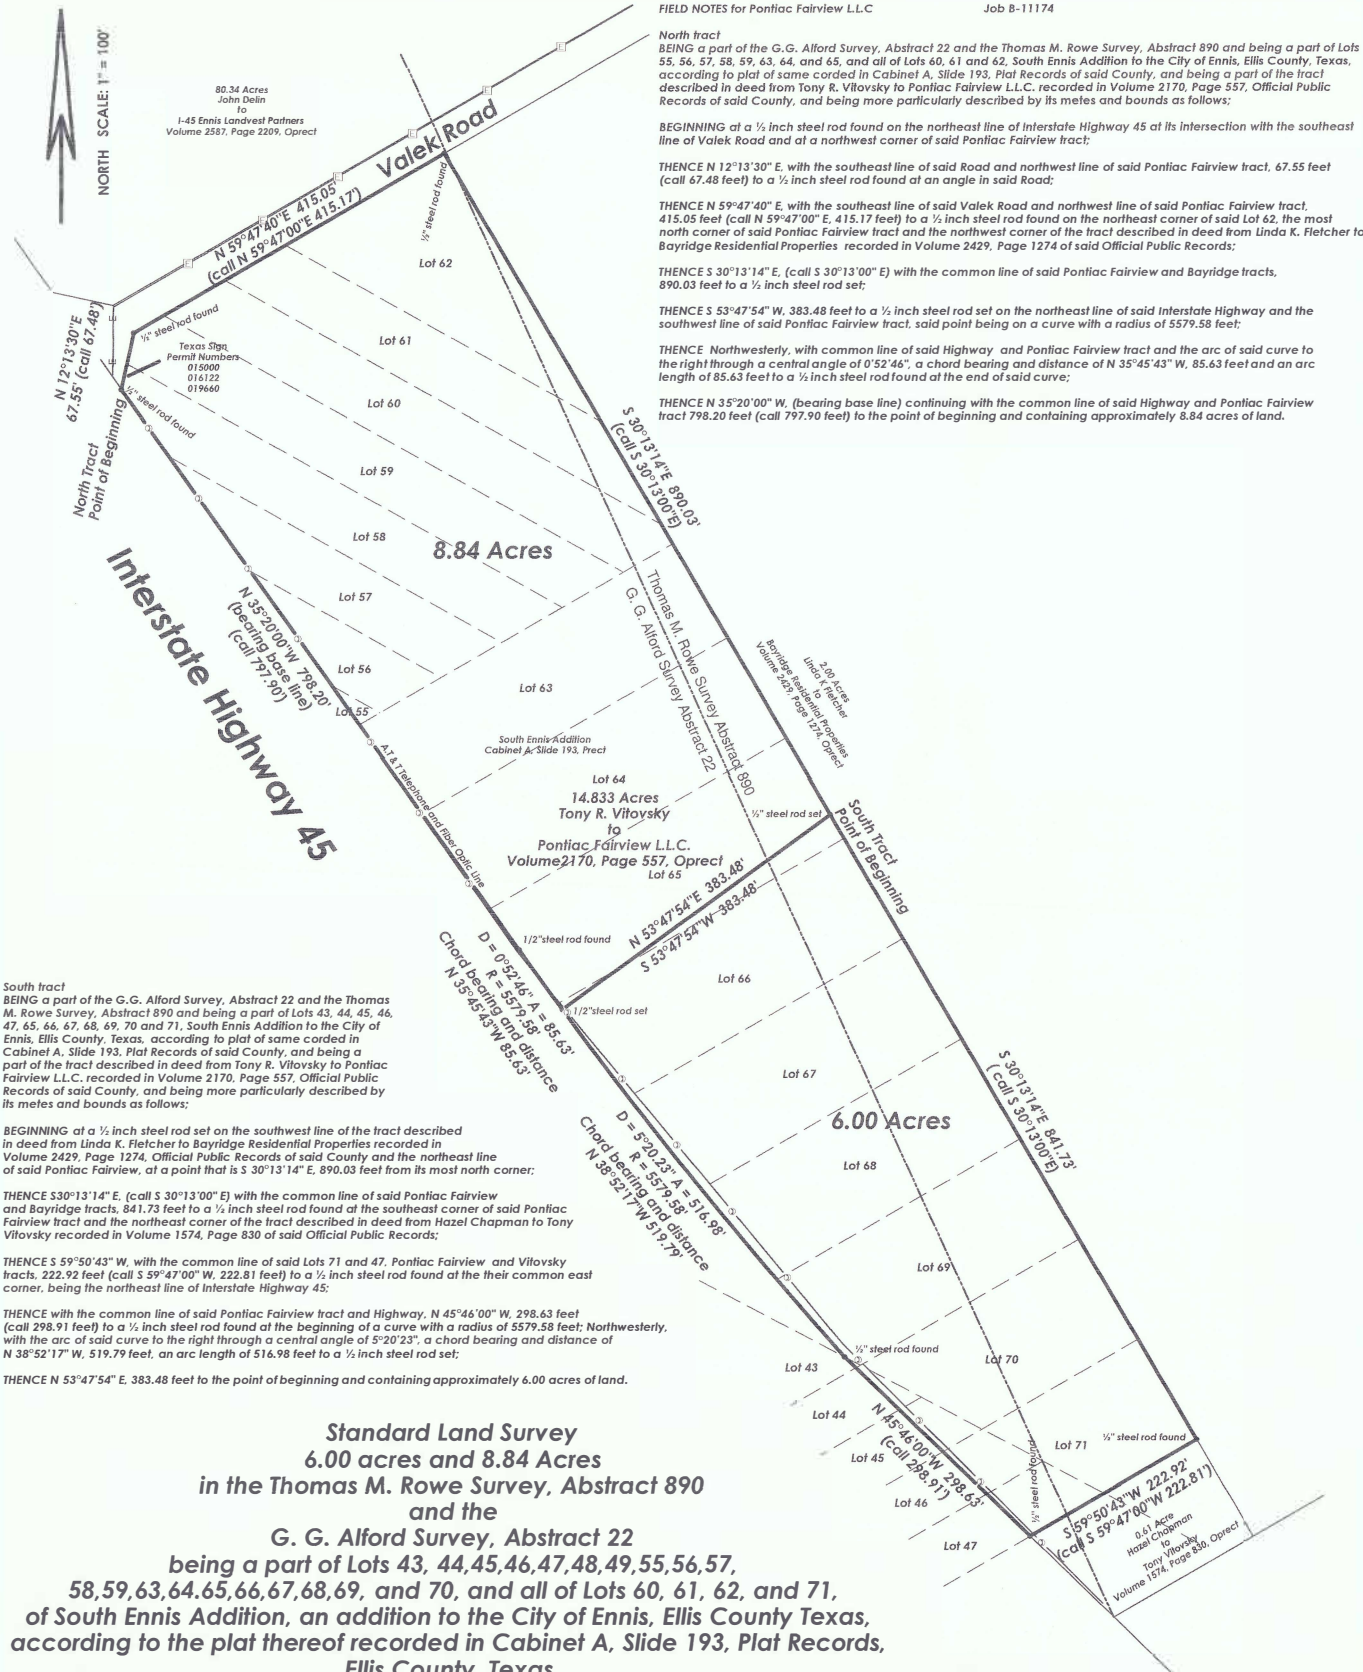 FIELD NOTES for Pontiac Fairview L.L.C Job B-11174
North tract
BEING a part of the G.G. Alford Survey, Abstract 22 and the Thomas M. Rowe Survey, Abstract 890 and being a part of Lots
55, 56, 57, 58, 59, 63, 64, and 65, and all of Lots 60, 61 and 62, South Ennis Addition to the City of Ennis, Ellis County, Texas,
according to plat of same corded in Cabinet A, Slide 193, Plat Records of said County, and being a part of the tract
described in deed from Tony R. Vitovsky to Pontiac Fairview L.L.C. recorded in Volume 2170, Page 557, Official Public
Records of said County, and being more particularly described by its metes and bounds as follows;
BEGINNING at a ½ inch steel rod found on the northeast line of Interstate Highway 45 at its intersection with the southeast
line of Valek Road and at a northwest corner of said Pontiac Fairview tract;
THENCE N 12°13'30" E, with the southeast line of said Road and northwest line of said Pontiac Fairview tract, 67.55 feet
(call 67.48 feet) to a ½ inch steel rod found at an angle in said Road;
THENCE N 59°47'40" E, with the southeast line of said Valek Road and northwest line of said Pontiac Fairview tract,
415.05 feet (call N 59°47'00" E, 415.17 feet) to a ½ inch steel rod found on the northeast corner of said Lot 62, the most
north corner of said Pontiac Fairview tract and the northwest corner of the tract described in deed from Linda K. Fletcher to
Bayridge Residential Properties recorded in Volume 2429, Page 1274 of said Official Public Records;
THENCE S 30°13'14" E, (call S 30°13'00" E) with the common line of said Pontiac Fairview and Bayridge tracts,
890.03 feet to a ½ inch steel rod set;
THENCE S 53°47'54" W, 383.48 feet to a ½ inch steel rod set on the northeast line of said Interstate Highway and the
southwest line of said Pontiac Fairview tract, said point being on a curve with a radius of 5579.58 feet;
THENCE Northwesterly, with common line of said Highway and Pontiac Fairview tract and the arc of said curve to
the right through a central angle of 0°52'46", a chord bearing and distance of N 35°45'43" W, 85.63 feet and an arc
length of 85.63 feet to a ½ inch steel rod found at the end of said curve;
THENCE N 35°20'00" W, (bearing base line) continuing with the common line of said Highway and Pontiac Fairview
tract 798.20 feet (call 797.90 feet) to the point of beginning and containing approximately 8.84 acres of land.
NORTH SCALE: 1" = 100'
80.34 Acres
John Delin
to
I-45 Ennis Landvest Partners
Volume 2587, Page 2209, Oprect
Valek Road
N 59°47'40"E 415.05'
(call N 59°47'00"E 415.17')
½" steel rod found
Lot 62
N 12°13'30"E
67.55' (call 67.48')
½" steel rod found
Texas Sign
Permit Numbers
015000
016122
019660
½" steel rod found
North Tract
Point of Beginning
Lot 61
Lot 60
Lot 59
Lot 58
Lot 57
Lot 56
Lot 55
Lot 63
8.84 Acres
S 30°13'14"E 890.03'
(call S 30°13'00"E)
Interstate Highway 45
N 35°20'00"W 798.20'
(bearing base line)
(call 797.90')
Thomas M. Rowe Survey Abstract 890
G. G. Alford Survey Abstract 22
2.00 Acres
Linda K Fletcher
to
Bayridge Residential Properties
Volume 2429, Page 1274, Oprect
A.T & T Telephone and Fiber Optic Line
South Ennis Addition
Cabinet A, Slide 193, Prect
Lot 64
14.833 Acres
Tony R. Vitovsky
to
Pontiac Fairview L.L.C.
Volume2170, Page 557, Oprect
Lot 65
½" steel rod set
South Tract
Point of Beginning
N 53°47'54"E 383.48'
S 53°47'54"W 383.48'
1/2"steel rod found
1/2"steel rod set
D = 0°52'46" A = 85.63'
R = 5579.58'
Chord bearing and distance
N 35°45'43"W 85.63'
Lot 66
Lot 67
6.00 Acres
Lot 68
Lot 69
Lot 70
Lot 71
S 30°13'14"E 841.73'
( call S 30°13'00"E)
D = 5°20.23" A = 516.98'
R = 5579.58'
Chord bearing and distance
N 38°52'17"W 519.79'
½" steel rod found
Lot 43
Lot 44
Lot 45
Lot 46
Lot 47
N 45°46'00"W 298.63'
(call 298.91')
½" steel rod found
½" steel rod found
S 59°50'43"W 222.92'
(call S 59°47'00"W 222.81')
0.61 Acre
Hazel Chapman
to
Tony Vitovsky
Volume 1574, Page 830, Oprect
South tract
BEING a part of the G.G. Alford Survey, Abstract 22 and the Thomas
M. Rowe Survey, Abstract 890 and being a part of Lots 43, 44, 45, 46,
47, 65, 66, 67, 68, 69, 70 and 71, South Ennis Addition to the City of
Ennis, Ellis County, Texas, according to plat of same corded in
Cabinet A, Slide 193, Plat Records of said County, and being a
part of the tract described in deed from Tony R. Vitovsky to Pontiac
Fairview L.L.C. recorded in Volume 2170, Page 557, Official Public
Records of said County, and being more particularly described by
its metes and bounds as follows;
BEGINNING at a ½ inch steel rod set on the southwest line of the tract described
in deed from Linda K. Fletcher to Bayridge Residential Properties recorded in
Volume 2429, Page 1274, Official Public Records of said County and the northeast line
of said Pontiac Fairview, at a point that is S 30°13'14" E, 890.03 feet from its most north corner;
THENCE S30°13'14" E, (call S 30°13'00" E) with the common line of said Pontiac Fairview
and Bayridge tracts, 841.73 feet to a ½ inch steel rod found at the southeast corner of said Pontiac
Fairview tract and the northeast corner of the tract described in deed from Hazel Chapman to Tony
Vitovsky recorded in Volume 1574, Page 830 of said Official Public Records;
THENCE S 59°50'43" W, with the common line of said Lots 71 and 47, Pontiac Fairview and Vitovsky
tracts, 222.92 feet (call S 59°47'00" W, 222.81 feet) to a ½ inch steel rod found at the their common east
corner, being the northeast line of Interstate Highway 45;
THENCE with the common line of said Pontiac Fairview tract and Highway, N 45°46'00" W, 298.63 feet
(call 298.91 feet) to a ½ inch steel rod found at the beginning of a curve with a radius of 5579.58 feet; Northwesterly,
with the arc of said curve to the right through a central angle of 5°20'23", a chord bearing and distance of
N 38°52'17" W, 519.79 feet, an arc length of 516.98 feet to a ½ inch steel rod set;
THENCE N 53°47'54" E, 383.48 feet to the point of beginning and containing approximately 6.00 acres of land.
Standard Land Survey
6.00 acres and 8.84 Acres
in the Thomas M. Rowe Survey, Abstract 890
and the
G. G. Alford Survey, Abstract 22
being a part of Lots 43, 44,45,46,47,48,49,55,56,57,
58,59,63,64.65,66,67,68,69, and 70, and all of Lots 60, 61, 62, and 71,
of South Ennis Addition, an addition to the City of Ennis, Ellis County Texas,
according to the plat thereof recorded in Cabinet A, Slide 193, Plat Records,
Ellis County, Texas